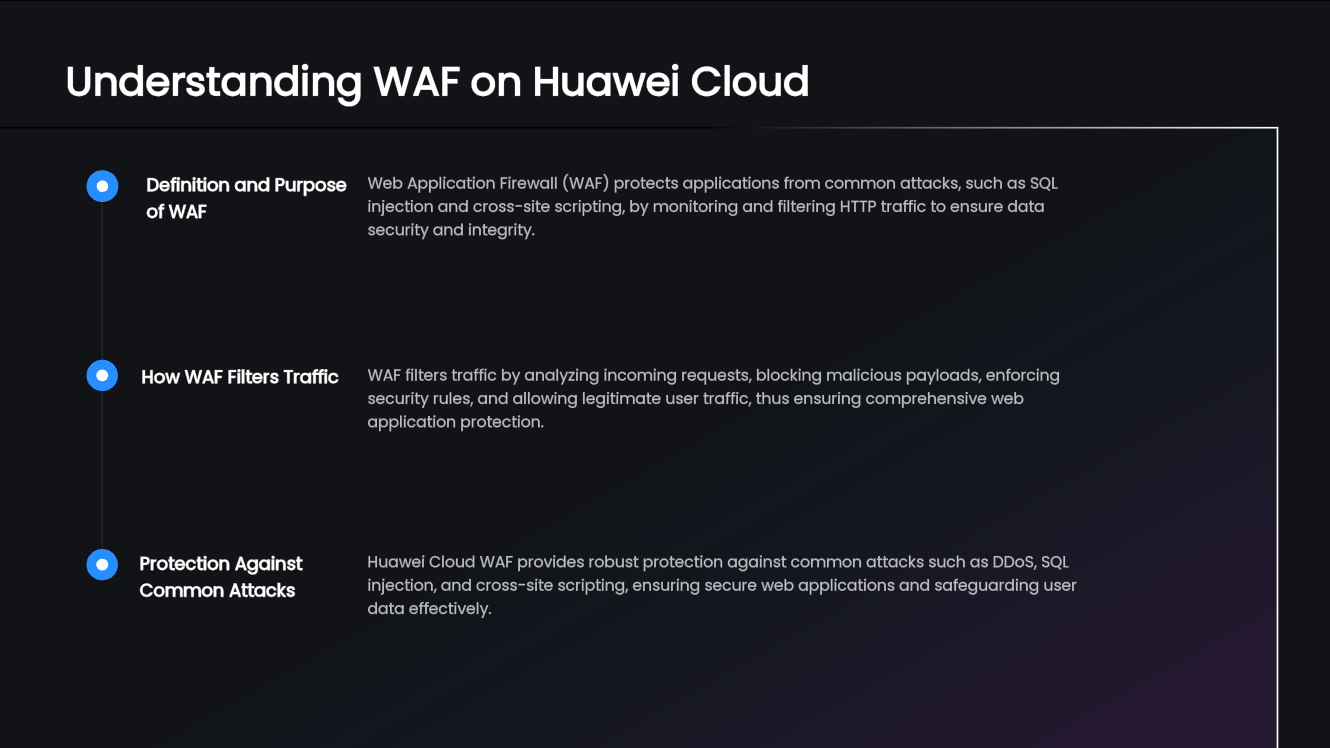 Understanding WAF on Huawei Cloud
Definition and Purpose
of WAF
Web Application Firewall (WAF) protects applications from common attacks, such as SQL
injection and cross-site scripting, by monitoring and filtering HTTP traffic to ensure data
security and integrity.
How WAF Filters Traffic
WAF filters traffic by analyzing incoming requests, blocking malicious payloads, enforcing
security rules, and allowing legitimate user traffic, thus ensuring comprehensive web
application protection.
Protection Against
Common Attacks
Huawei Cloud WAF provides robust protection against common attacks such as DDoS, SQL
injection, and cross-site scripting, ensuring secure web applications and safeguarding user
data effectively.